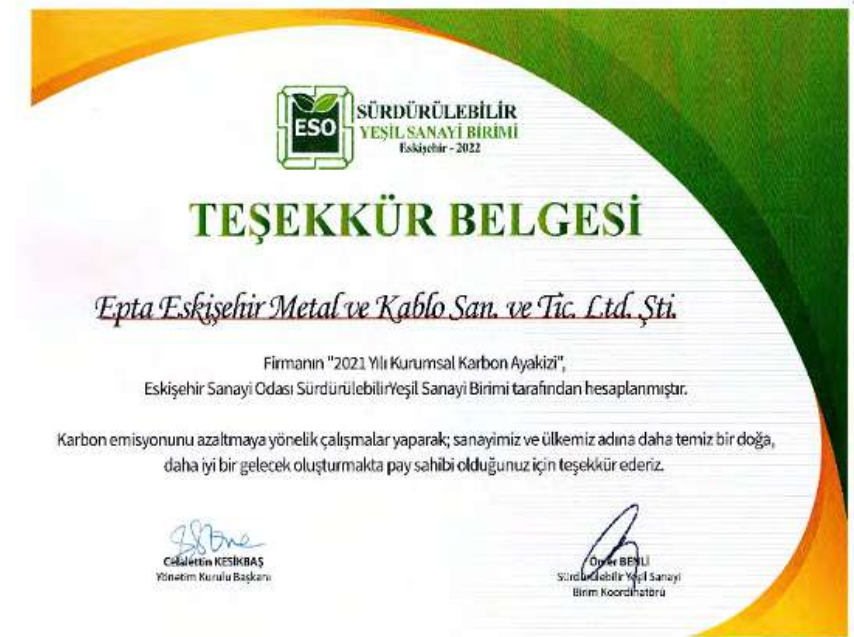 ESO
SÜRDÜRÜLEBİLİR
YEŞİL SANAYİ BİRİMİ
Eskişehir - 2022
TEŞEKKÜR BELGESİ
Epta Eskişehir Metal ve Kablo San. ve Tic. Ltd. Şti.
Firmanın "2021 Yılı Kurumsal Karbon Ayakizi",
Eskişehir Sanayi Odası SürdürülebilirYeşil Sanayi Birimi tarafından hesaplanmıştır.
Karbon emisyonunu azaltmaya yönelik çalışmalar yaparak; sanayimiz ve ülkemiz adına daha temiz bir doğa,
daha iyi bir gelecek oluşturmakta pay sahibi olduğunuz için teşekkür ederiz.
Celalettin KESİKBAŞ
Yönetim Kurulu Başkanı
Ömer BENLİ
Sürdürülebilir Yeşil Sanayi
Birim Koordinatörü